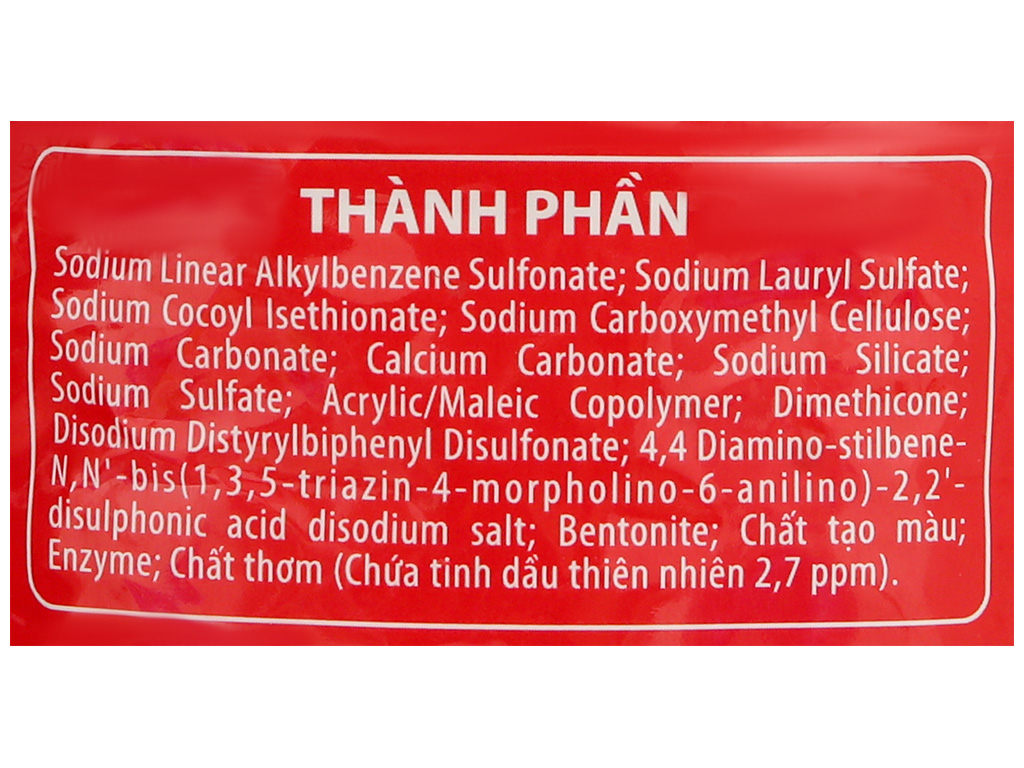 THÀNH PHẦN
Sodium Linear Alkylbenzene Sulfonate; Sodium Lauryl Sulfate;
Sodium Cocoyl Isethionate; Sodium Carboxymethyl Cellulose;
Sodium Carbonate; Calcium Carbonate; Sodium Silicate;
Sodium Sulfate; Acrylic/Maleic Copolymer; Dimethicone;
Disodium Distyrylbiphenyl Disulfonate; 4,4 Diamino-stilbene-
N,N'-bis(1,3,5-triazin-4-morpholino-6-anilino)-2,2'-
disulphonic acid disodium salt; Bentonite; Chất tạo màu;
Enzyme; Chất thơm (Chứa tinh dầu thiên nhiên 2,7 ppm).